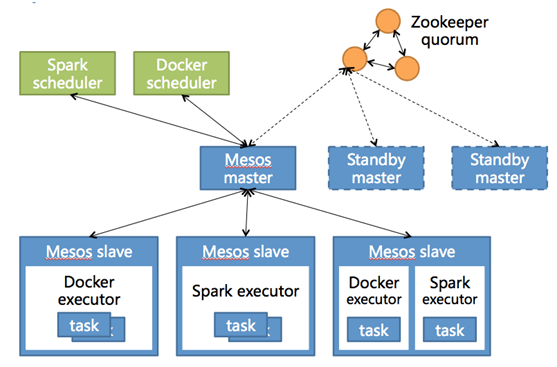 Zookeeper
quorum
Spark
scheduler
Docker
scheduler
Mesos
master
Standby
master
Standby
master
Mesos slave
Docker
executor
task
Mesos slave
Spark executor
task
Mesos slave
Docker
executor
task
Spark
executor
task